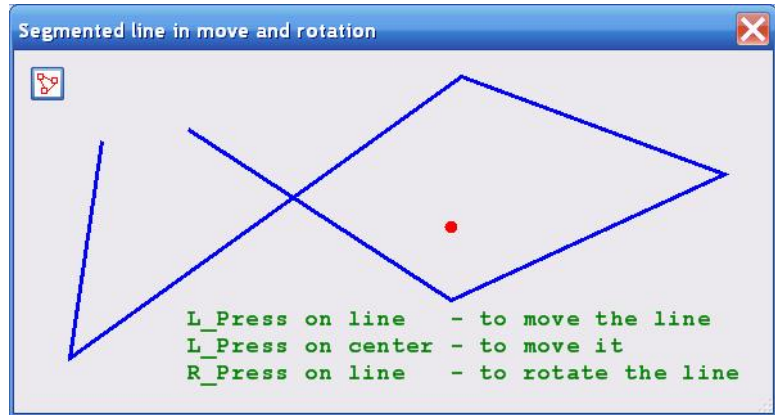 Segmented line in move and rotation
L_Press on line - to move the line
L_Press on center - to move it
R_Press on line - to rotate the line